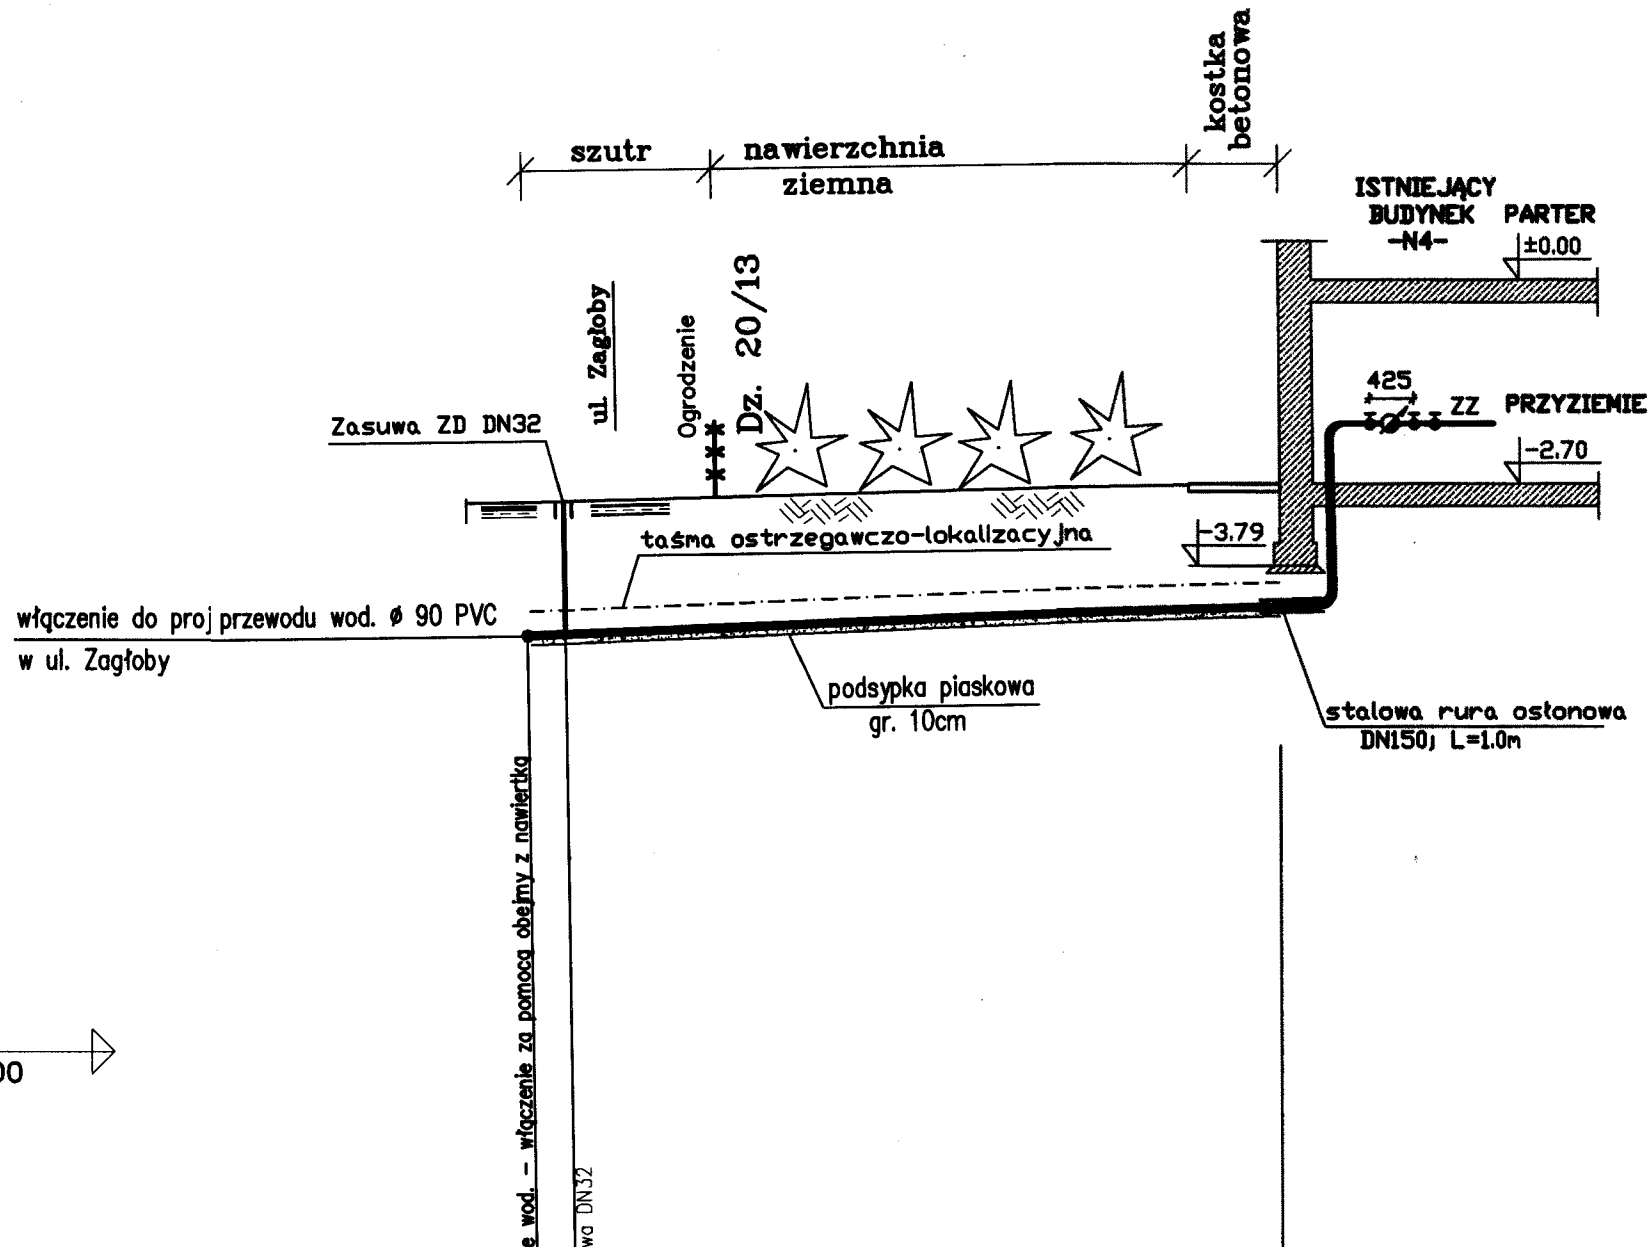 kostka
betonowa
szutr
nawierzchnia
ziemna
ISTNIEJĄCY
BUDYNEK
-N4-
PARTER
±0.00
ul. Zagłoby
Ogrodzenie
Dz. 20/13
425
ZZ
PRZYZIEMIE
-2.70
Zasuwa ZD DN32
taśma ostrzegawczo-lokalizacyjna
-3.79
włączenie do proj przewodu wod. ø 90 PVC
w ul. Zagłoby
podsypka piaskowa
gr. 10cm
stalowa rura osłonowa
DN150; L=1.0m
wod. - włączenie za pomocą obejmy z nawiertką
DN32
00